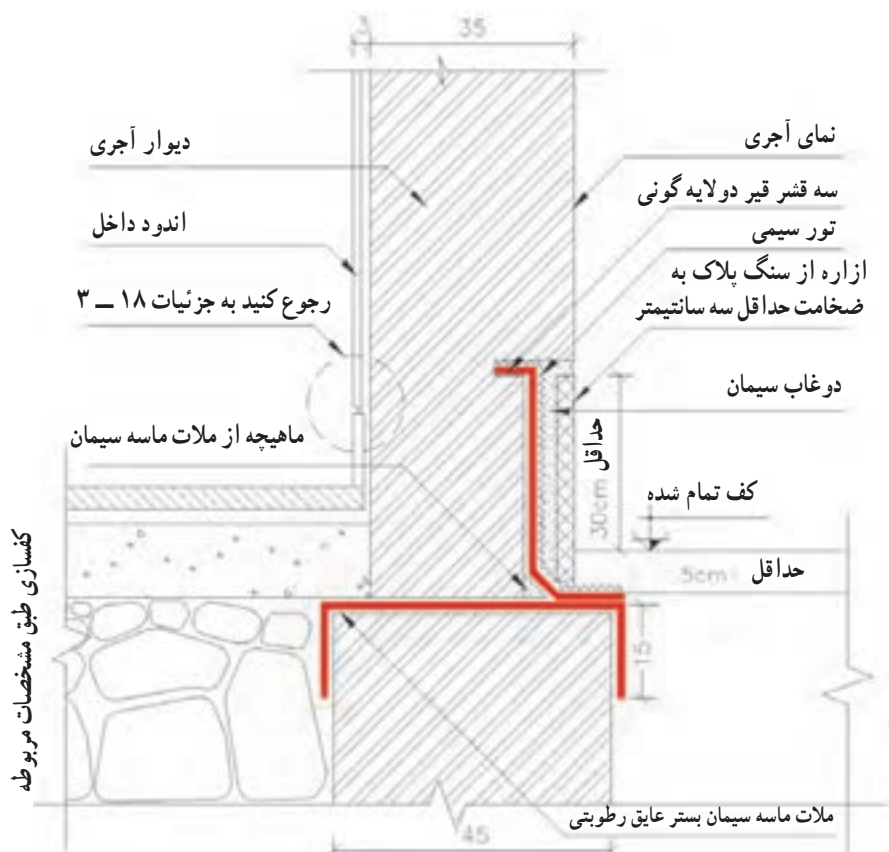 3
35
نمای آجری
سه قشر قیر دولایه گونی
تور سیمی
ازاره از سنگ پلاک به
ضخامت حداقل سه سانتیمتر
دوغاب سیمان
حداقل
30cm
کف تمام شده
حداقل
5cm
15
دیوار آجری
اندود داخل
رجوع کنید به جزئیات ۱۸ ــ ۳
ماهیچه از ملات ماسه سیمان
کفسازی طبق مشخصات مربوطه
ملات ماسه سیمان بستر عایق رطوبتی
45